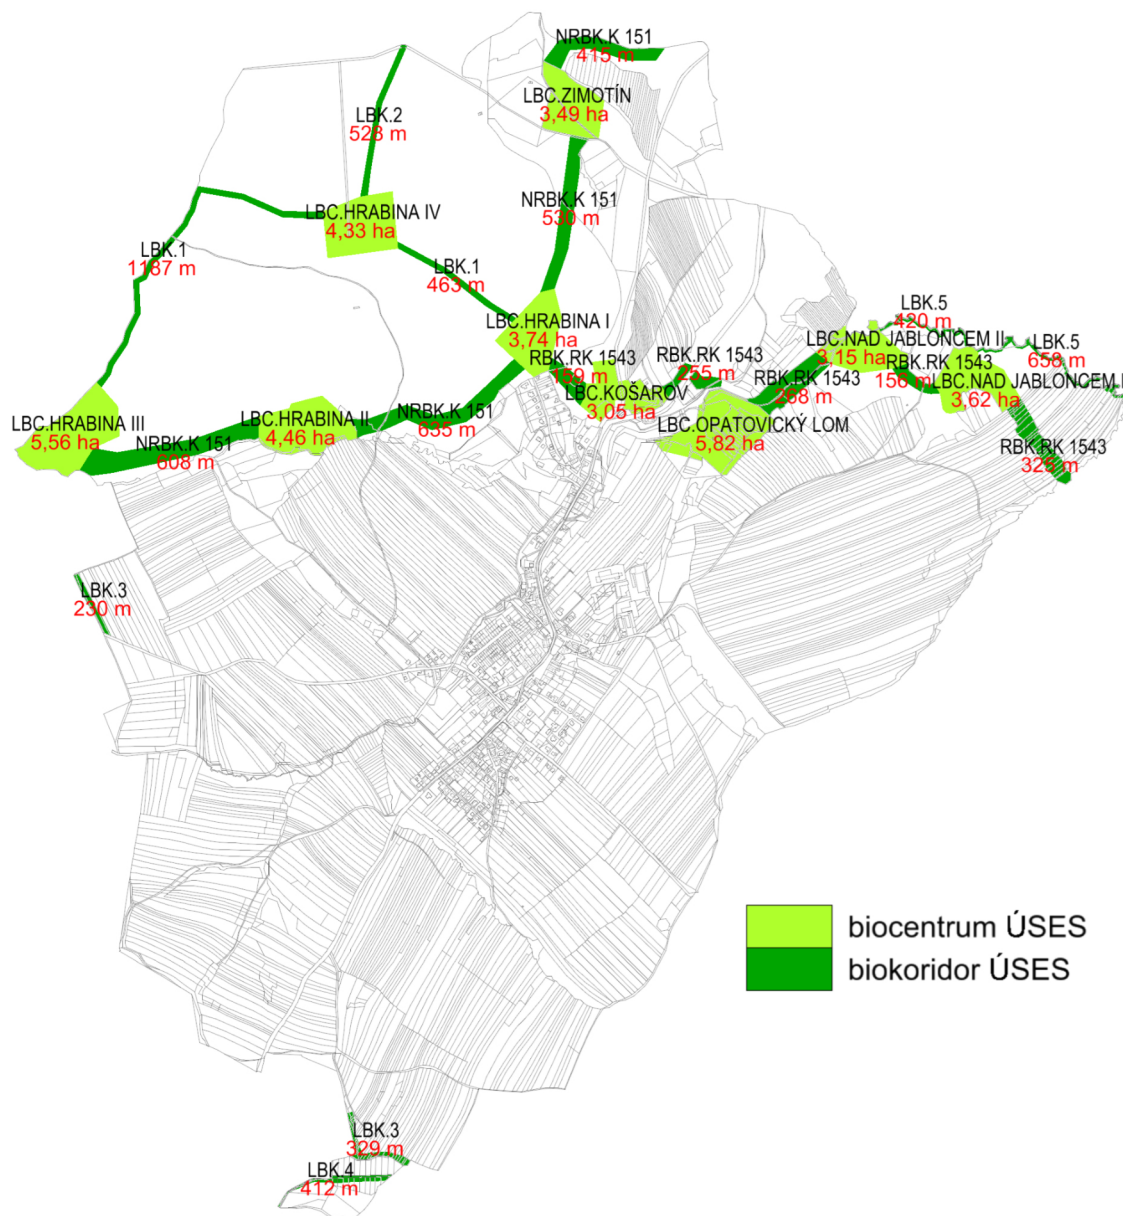 NRBK.K 151
415 m
LBC.ZIMOTÍN
3,49 ha
LBK.2
523 m
NRBK.K 151
530 m
LBC.HRABINA IV
4,33 ha
LBK.1
1187 m
LBK.1
463 m
LBC.HRABINA I
3,74 ha
LBK.5
420 m
LBC.NAD JABLONCEM II
3,15 ha
LBK.5
658 m
RBK.RK 1543
159 m
RBK.RK 1543
255 m
RBK.RK 1543
268 m
RBK.RK 1543
156 m
LBC.NAD JABLONCEM I
3,62 ha
LBC.KOŠAROV
3,05 ha
LBC.HRABINA III
5,56 ha
NRBK.K 151
608 m
LBC.HRABINA II
4,46 ha
NRBK.K 151
635 m
LBC.OPATOVICKÝ LOM
5,82 ha
RBK.RK 1543
325 m
LBK.3
230 m
biocentrum ÚSES
biokoridor ÚSES
LBK.3
329 m
LBK.4
412 m